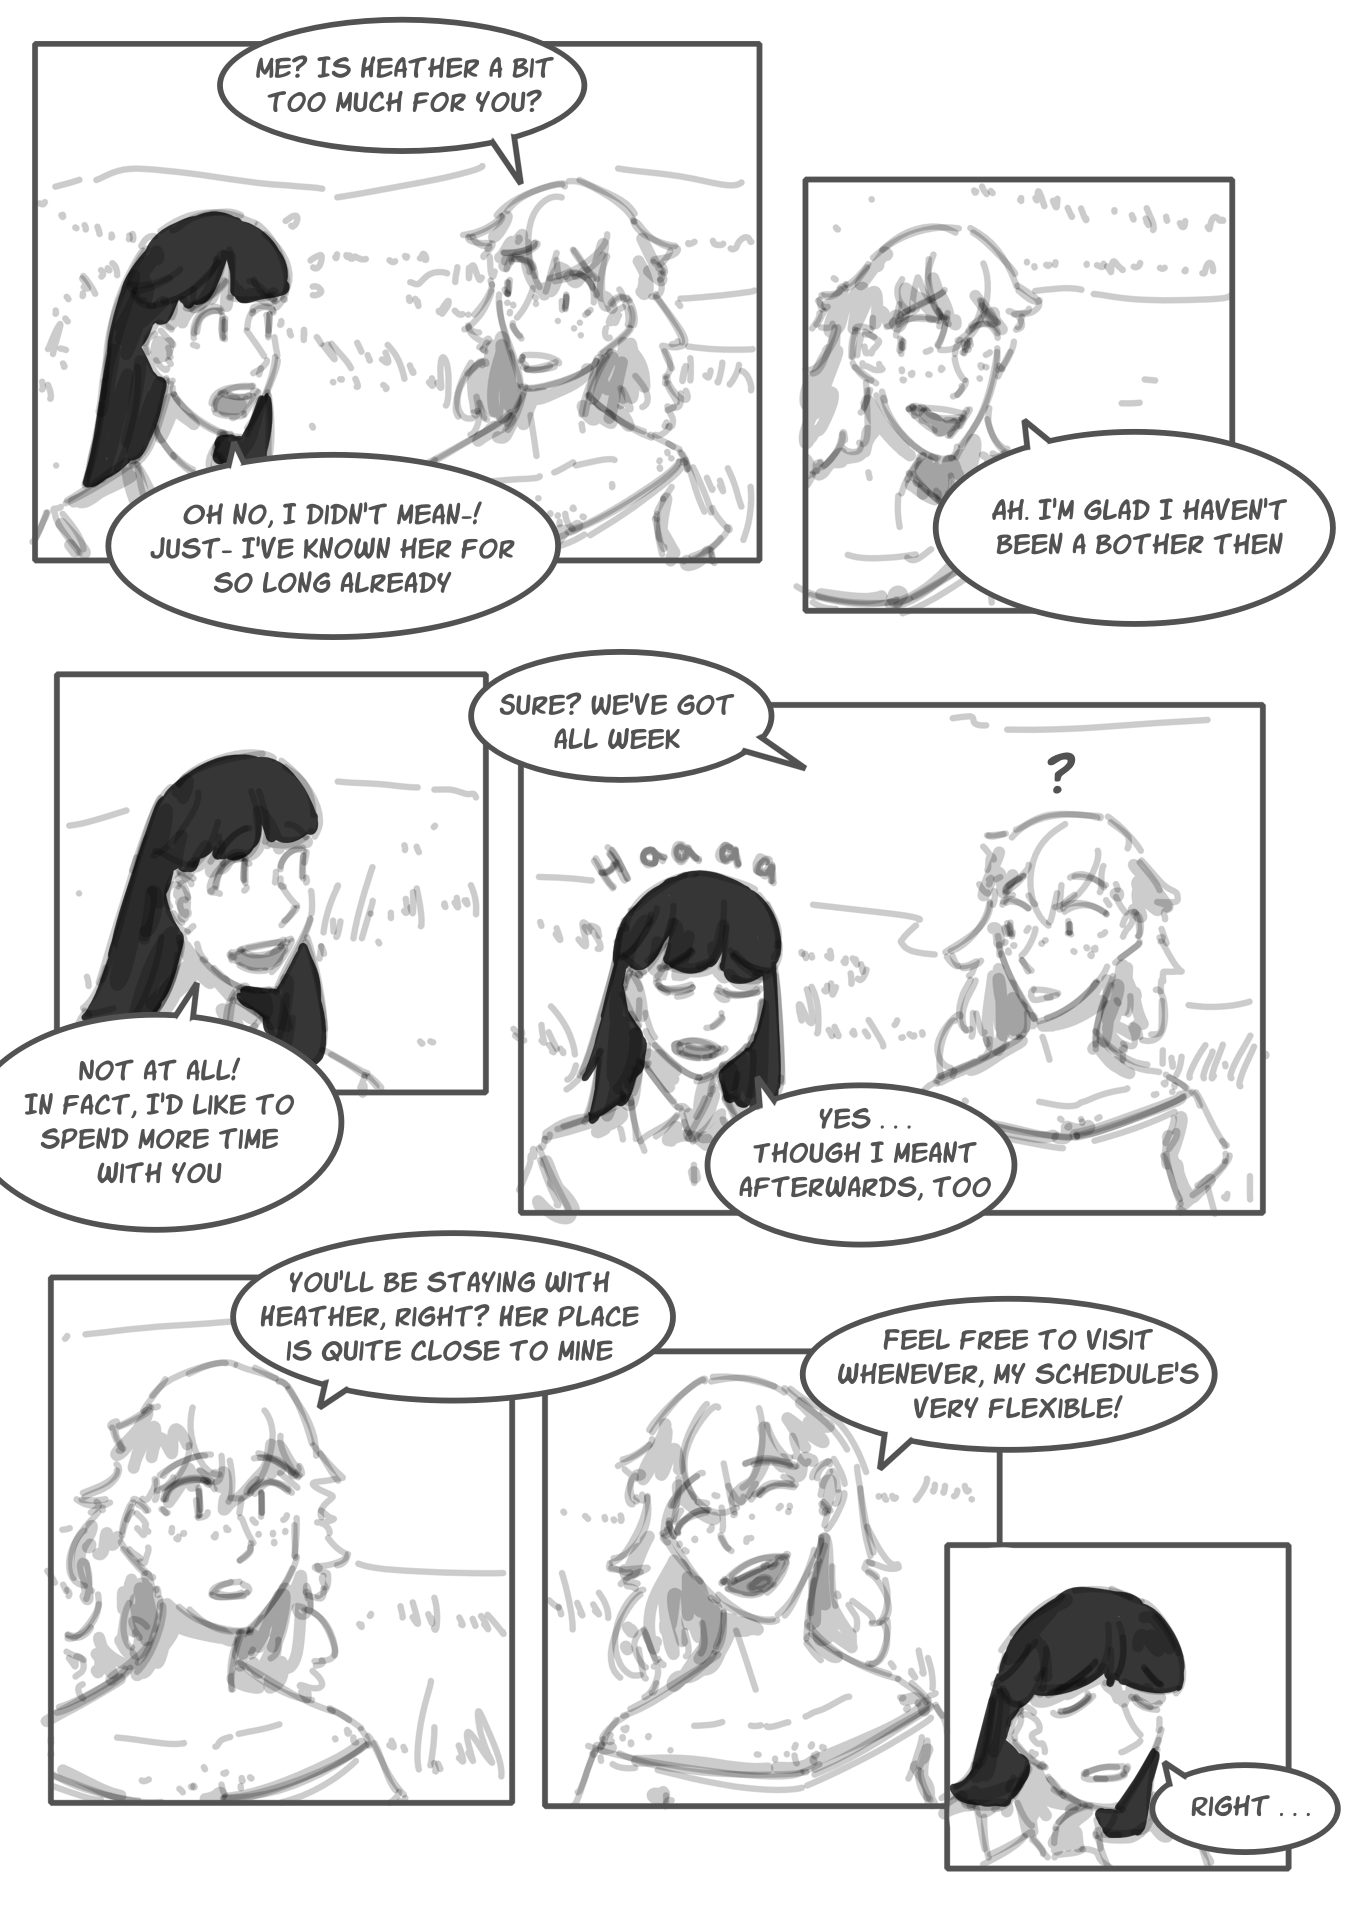 ME? IS HEATHER A BIT
TOO MUCH FOR YOU?
OH NO, I DIDN'T MEAN-!
JUST- I'VE KNOWN HER FOR
SO LONG ALREADY
AH. I'M GLAD I HAVEN'T
BEEN A BOTHER THEN
NOT AT ALL!
IN FACT, I'D LIKE TO
SPEND MORE TIME
WITH YOU
SURE? WE'VE GOT
ALL WEEK
?
Haaaa
YES . . .
THOUGH I MEANT
AFTERWARDS, TOO
YOU'LL BE STAYING WITH
HEATHER, RIGHT? HER PLACE
IS QUITE CLOSE TO MINE
FEEL FREE TO VISIT
WHENEVER, MY SCHEDULE'S
VERY FLEXIBLE!
RIGHT . . .